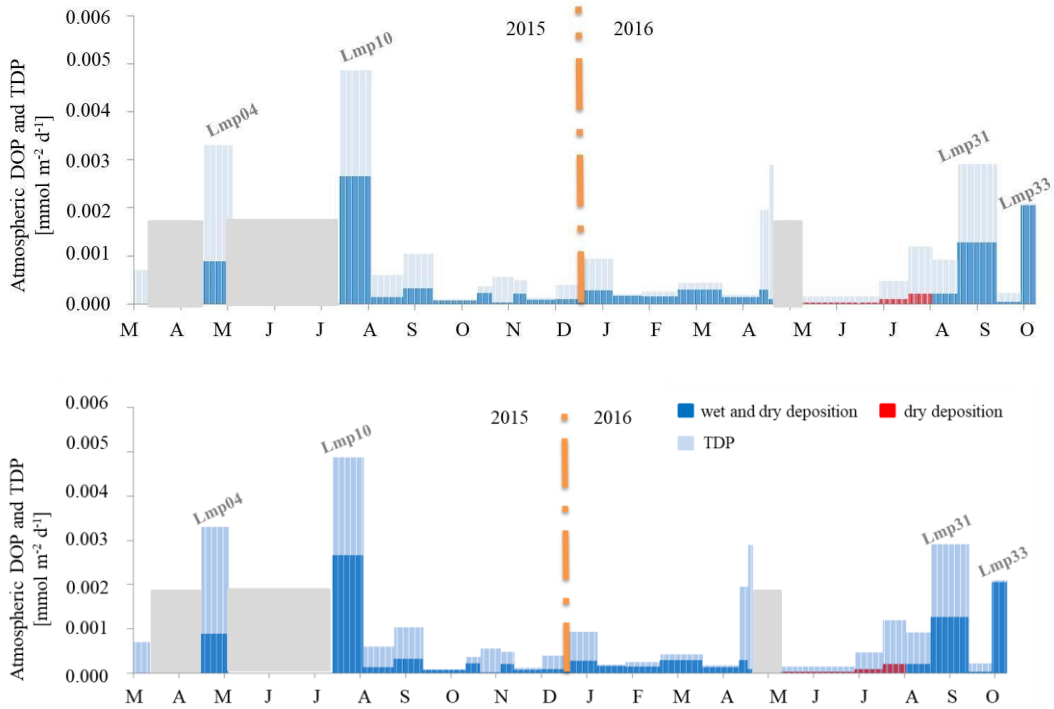 0.006
0.005
0.004
0.003
0.002
0.001
0.000
Atmospheric DOP and TDP
[mmol m-2 d-1]
2015
2016
Lmp04
Lmp10
Lmp31
Lmp33
M A M J J A S O N D J F M A M J J A S O
0.006
0.005
0.004
0.003
0.002
0.001
0.000
Atmospheric DOP and TDP
[mmol m-2 d-1]
2015
2016
wet and dry deposition
dry deposition
TDP
Lmp04
Lmp10
Lmp31
Lmp33
M A M J J A S O N D J F M A M J J A S O